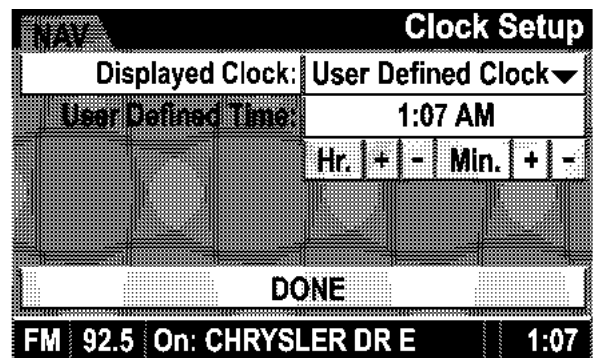 NAV Clock Setup
Displayed Clock: User Defined Clock
User Defined Time: 1:07 AM
Hr. + - Min. + -
DONE
FM 92.5 On: CHRYSLER DR E 1:07